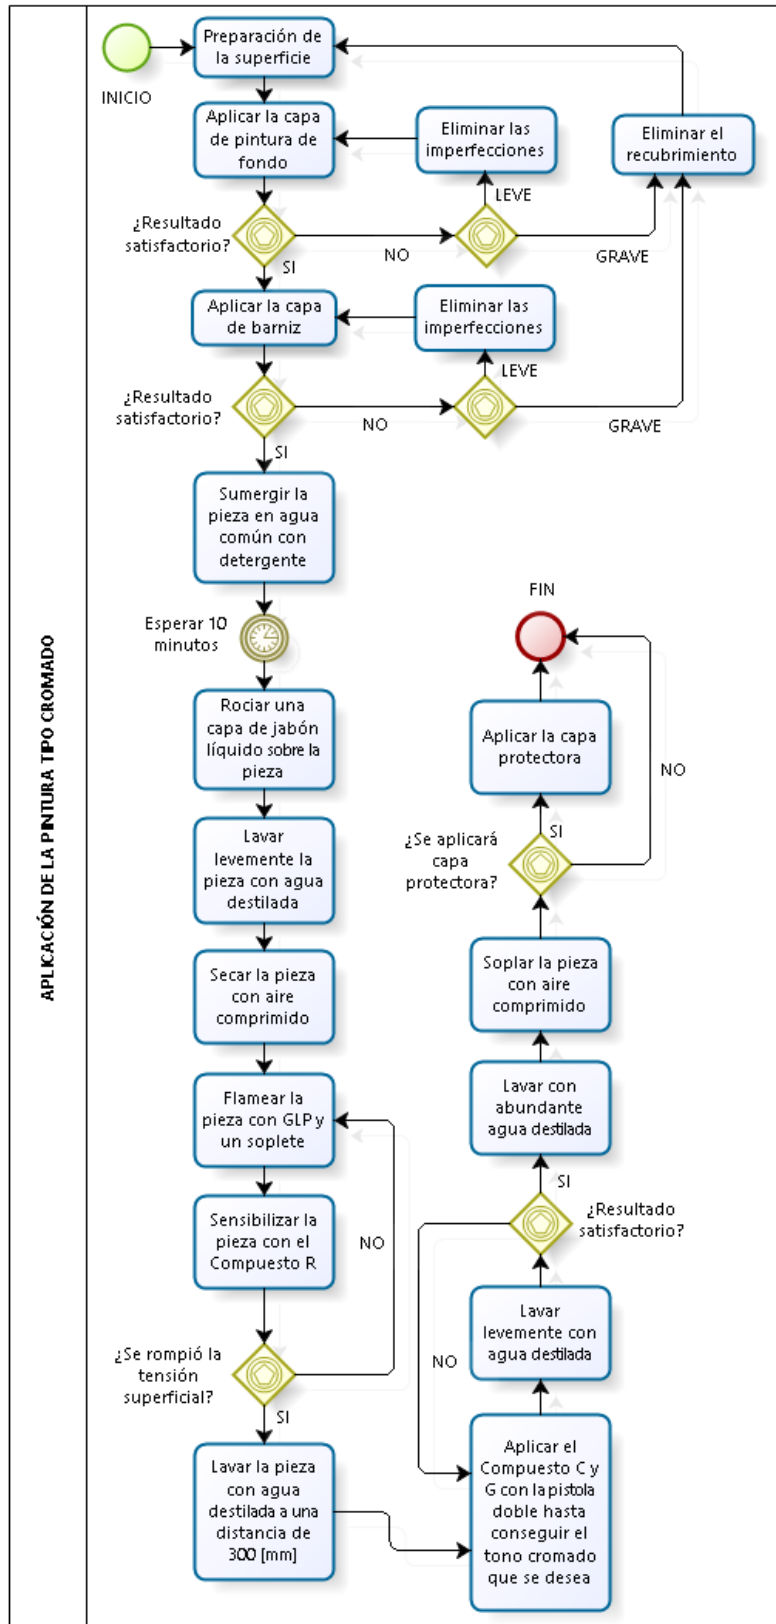 APLICACIÓN DE LA PINTURA TIPO CROMADO
INICIO
Preparación de
la superficie
Aplicar la capa
de pintura de
fondo
Eliminar las
imperfecciones
Eliminar el
recubrimiento
¿Resultado
satisfactorio?
LEVE
NO
GRAVE
SI
Aplicar la capa
de barniz
Eliminar las
imperfecciones
¿Resultado
satisfactorio?
LEVE
NO
GRAVE
SI
Sumergir la
pieza en agua
común con
detergente
Esperar 10
minutos
Rociar una
capa de jabón
líquido sobre la
pieza
Lavar
levemente la
pieza con agua
destilada
Secar la pieza
con aire
comprimido
Flamear la
pieza con GLP y
un soplete
Sensibilizar la
pieza con el
Compuesto R
NO
¿Se rompió la
tensión
superficial?
SI
Lavar la pieza
con agua
destilada a una
distancia de
300 [mm]
Aplicar el
Compuesto C y
G con la pistola
doble hasta
conseguir el
tono cromado
que se desea
Lavar
levemente con
agua destilada
NO
¿Resultado
satisfactorio?
SI
Lavar con
abundante
agua destilada
Soplar la pieza
con aire
comprimido
¿Se aplicará
capa
protectora?
SI
NO
Aplicar la capa
protectora
FIN